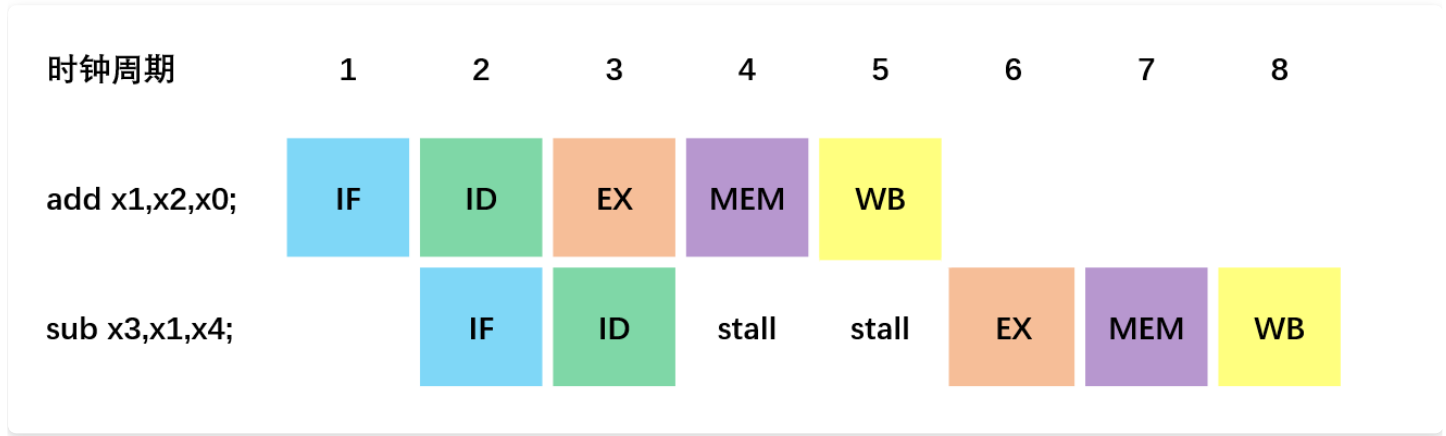 时钟周期 1 2 3 4 5 6 7 8
add x1,x2,x0; IF ID EX MEM WB
sub x3,x1,x4; IF ID stall stall EX MEM WB